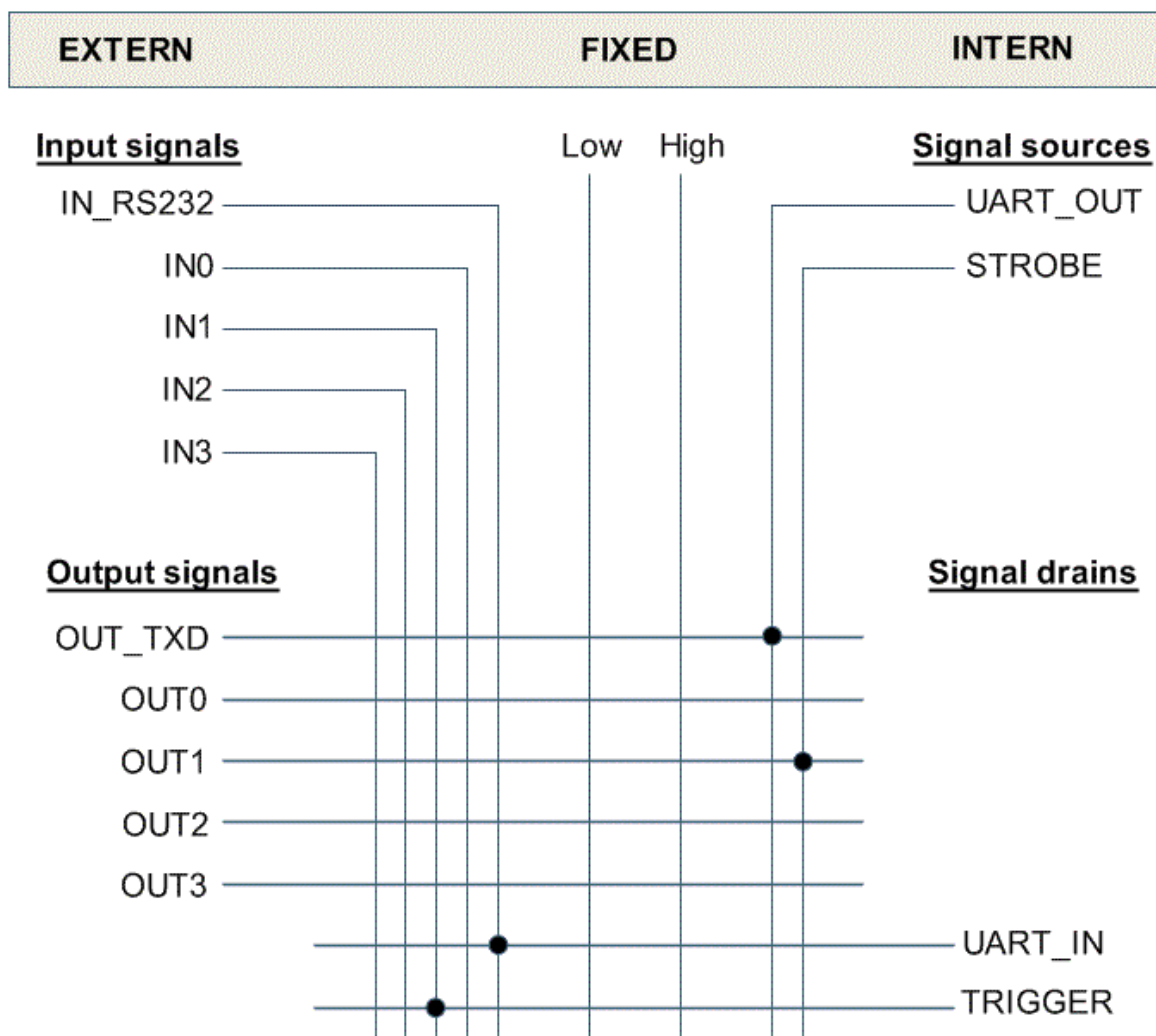 EXTERN FIXED INTERN
Input signals Low High Signal sources
IN_RS232 UART_OUT
IN0 STROBE
IN1
IN2
IN3
Output signals Signal drains
OUT_TXD
OUT0
OUT1
OUT2
OUT3
UART_IN
TRIGGER